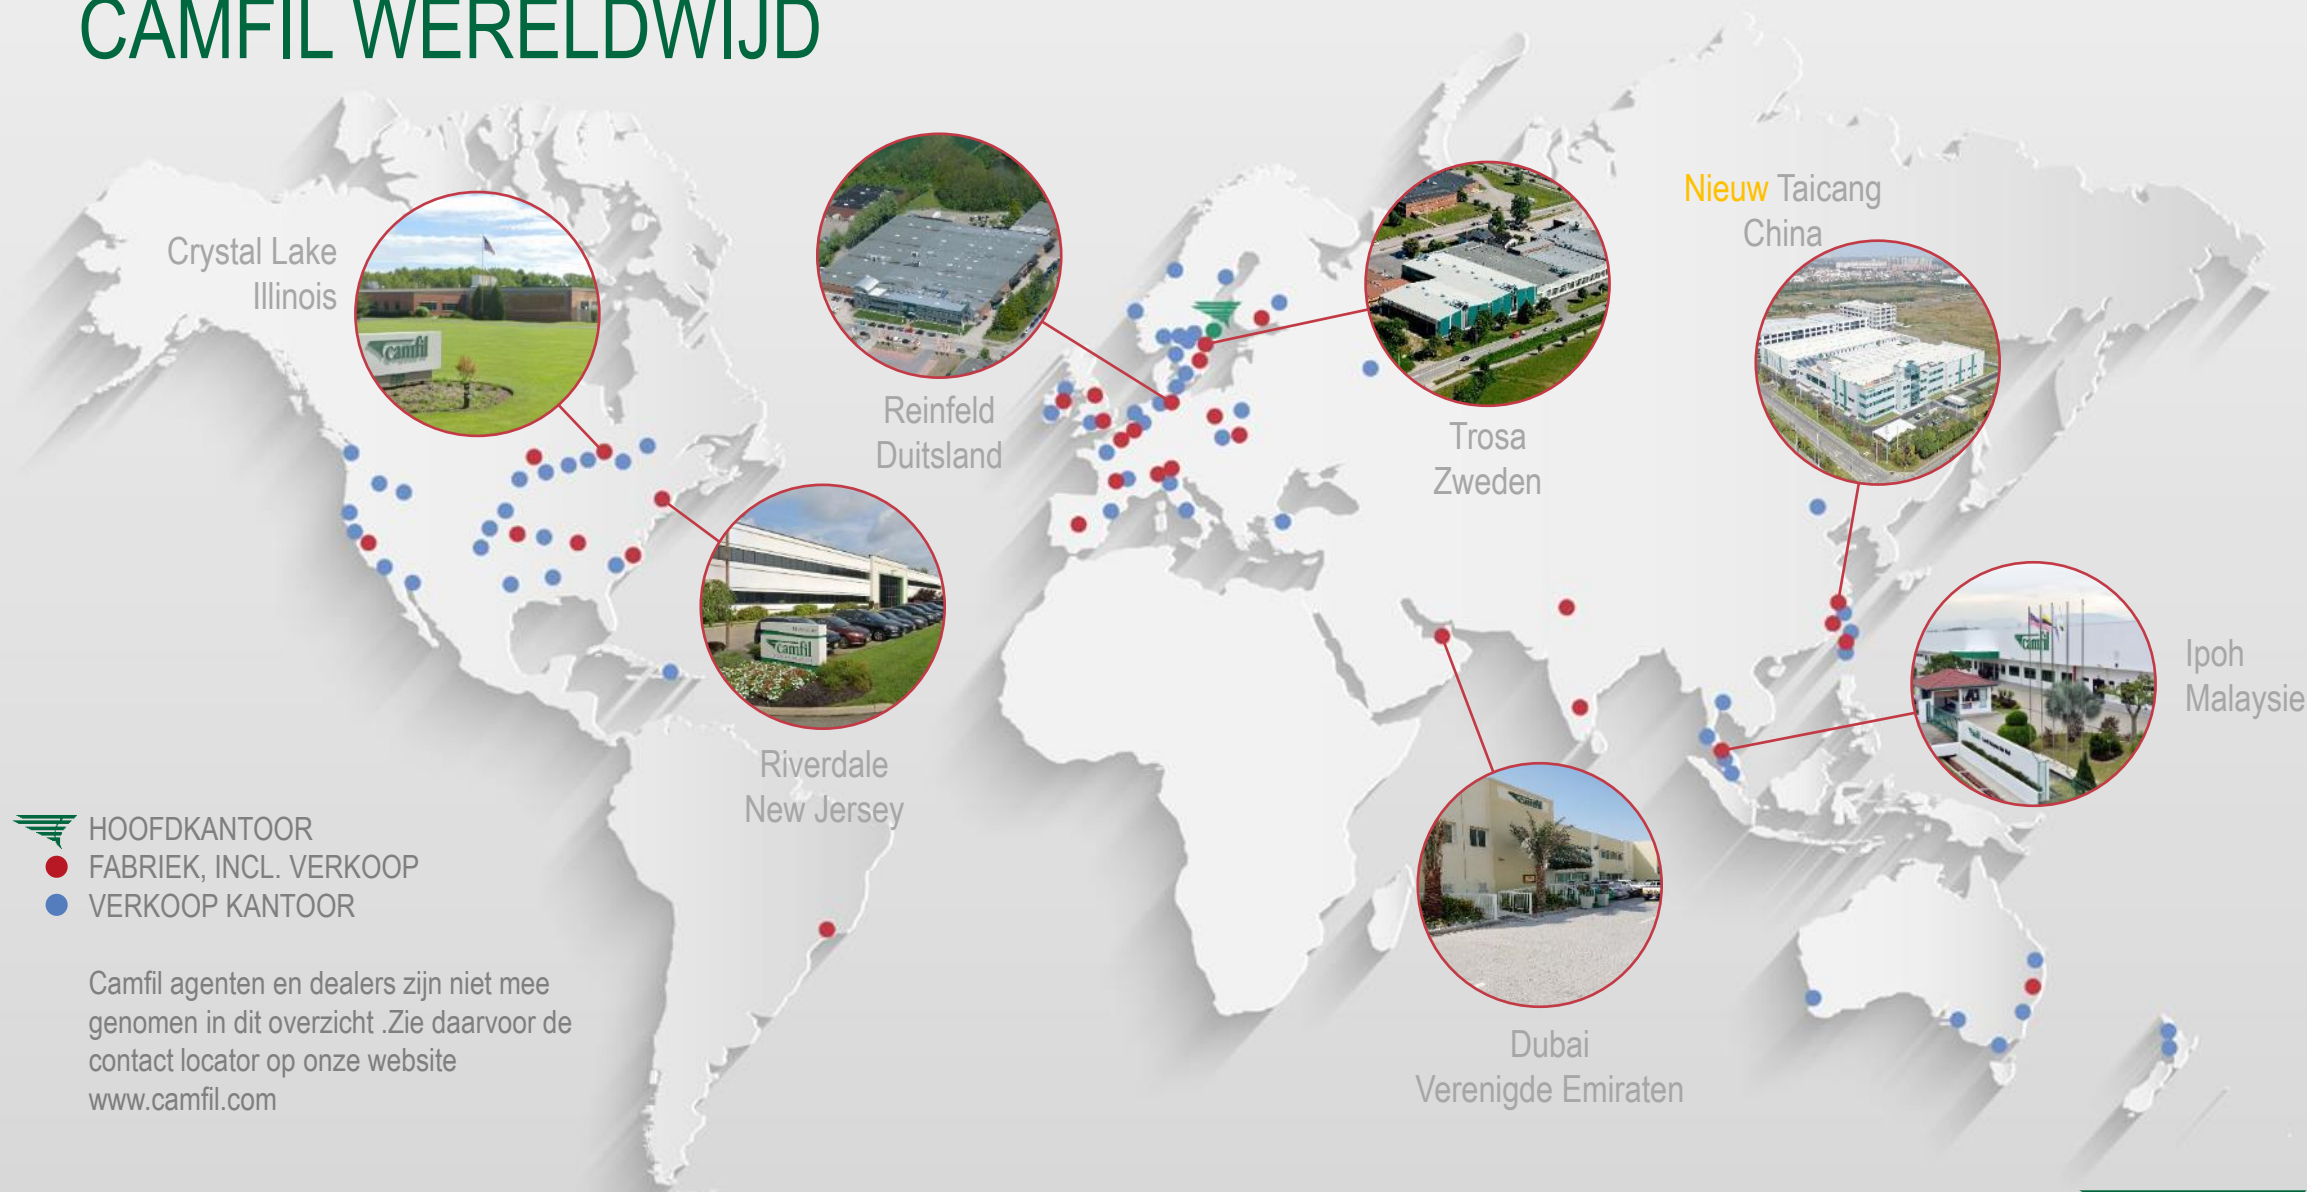 CAMFIL WERELDWIJD
Crystal Lake
Illinois
camfil
Reinfeld
Duitsland
Trosa
Zweden
Nieuw Taicang
China
camfil
Riverdale
New Jersey
camfil
Ipoh
Malaysie
camfil
Dubai
Verenigde Emiraten
HOOFDKANTOOR
FABRIEK, INCL. VERKOOP
VERKOOP KANTOOR
Camfil agenten en dealers zijn niet mee
genomen in dit overzicht .Zie daarvoor de
contact locator op onze website
www.camfil.com